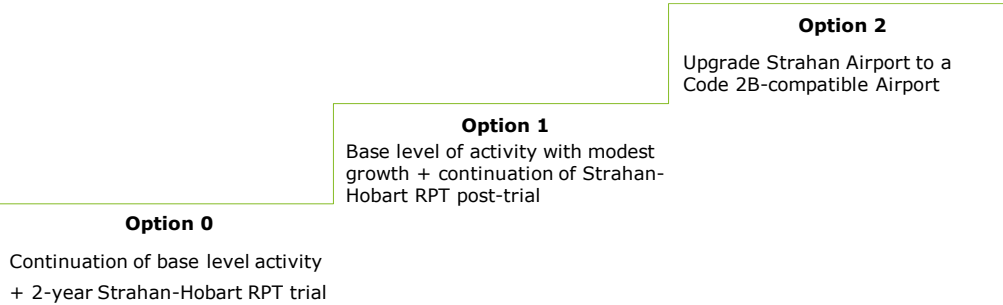 Option 2
Upgrade Strahan Airport to a
Code 2B-compatible Airport
Option 1
Base level of activity with modest
growth + continuation of Strahan-
Hobart RPT post-trial
Option 0
Continuation of base level activity
+ 2-year Strahan-Hobart RPT trial